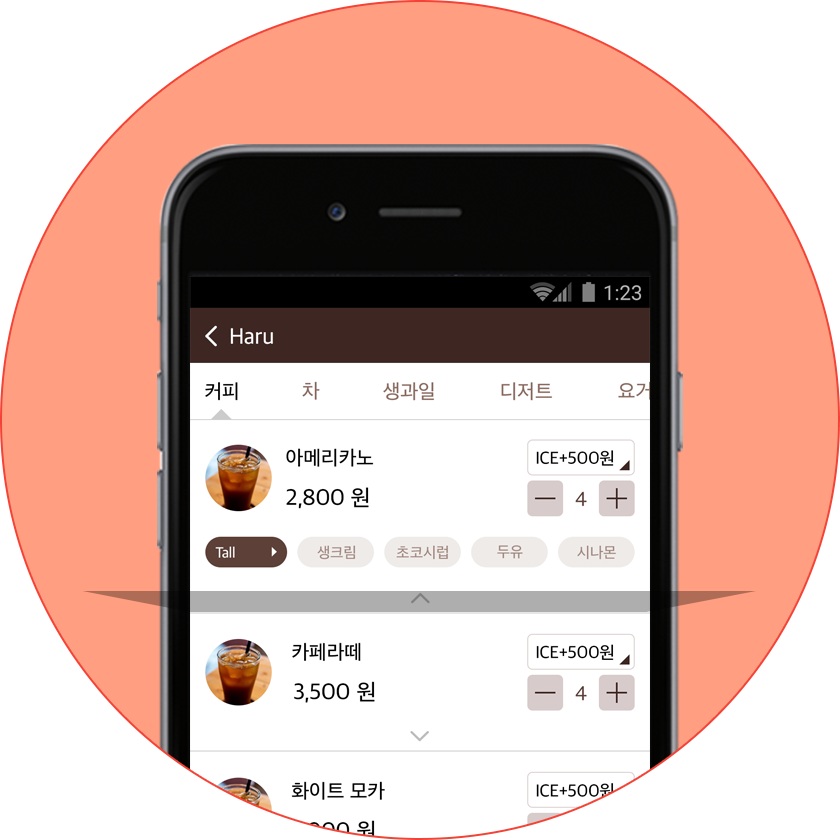 1:23
Haru
커피 차 생과일 디저트 요거
아메리카노 ICE+500원
2,800 원 4
Tall 생크림 초코시럽 두유 시나몬
카페라떼 ICE+500원
3,500 원 4
화이트 모카 ICE+500원
원